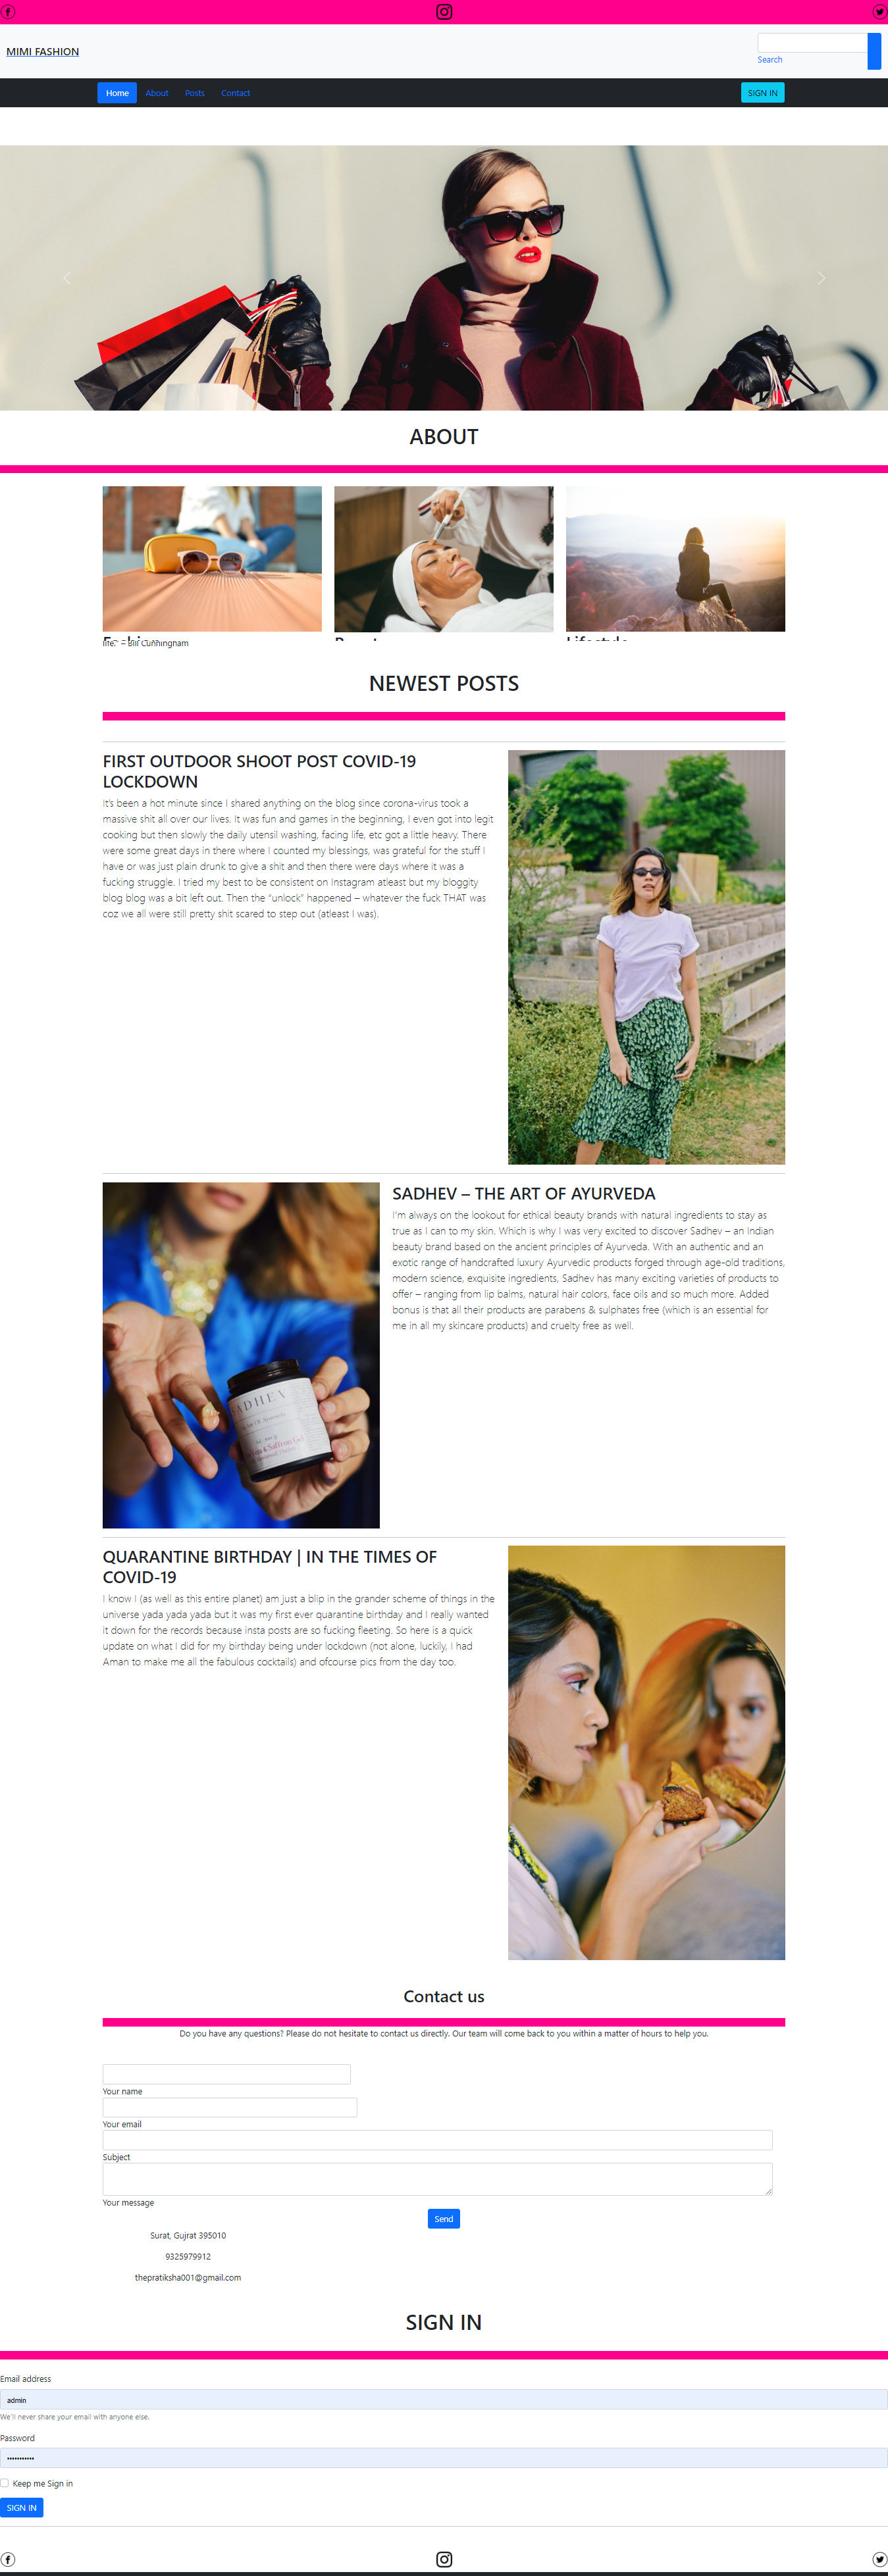 MIMI FASHION
Search
Home About Posts Contact SIGN IN
ABOUT
Lifestyle
life.” – Bill Cunningnam
NEWEST POSTS
FIRST OUTDOOR SHOOT POST COVID-19
LOCKDOWN
It’s been a hot minute since I shared anything on the blog since corona-virus took a
massive shit all over our lives. It was fun and games in the beginning, I even got into legit
cooking but then slowly the daily utensil washing, facing life, etc got a little heavy. There
were some great days in there where I counted my blessings, was grateful for the stuff I
have or was just plain drunk to give a shit and then there were days where it was a
fucking struggle. I tried my best to be consistent on Instagram atleast but my bloggity
blog blog was a bit left out. Then the “unlock” happened – whatever the fuck THAT was
coz we all were still pretty shit scared to step out (atleast I was).
SADHEV – THE ART OF AYURVEDA
I'm always on the lookout for ethical beauty brands with natural ingredients to stay as
true as I can to my skin. Which is why I was very excited to discover Sadhev – an Indian
beauty brand based on the ancient principles of Ayurveda. With an authentic and an
exotic range of handcrafted luxury Ayurvedic products forged through age-old traditions,
modern science, exquisite ingredients, Sadhev has many exciting varieties of products to
offer – ranging from lip balms, natural hair colors, face oils and so much more. Added
bonus is that all their products are parabens & sulphates free (which is an essential for
me in all my skincare products) and cruelty free as well.
SADHEV
QUARANTINE BIRTHDAY | IN THE TIMES OF
COVID-19
I know I (as well as this entire planet) am just a blip in the grander scheme of things in the
universe yada yada yada but it was my first ever quarantine birthday and I really wanted
it down for the records because insta posts are so fucking fleeting. So here is a quick
update on what I did for my birthday being under lockdown (not alone, luckily, I had
Aman to make me all the fabulous cocktails) and ofcourse pics from the day too.
Contact us
Do you have any questions? Please do not hesitate to contact us directly. Our team will come back to you within a matter of hours to help you.
Your name
Your email
Subject
Your message
Send
Surat, Gujrat 395010
9325979912
thepratiksha001@gmail.com
SIGN IN
Email address
admin
We'll never share your email with anyone else.
Password
•••••••••••
Keep me Sign in
SIGN IN